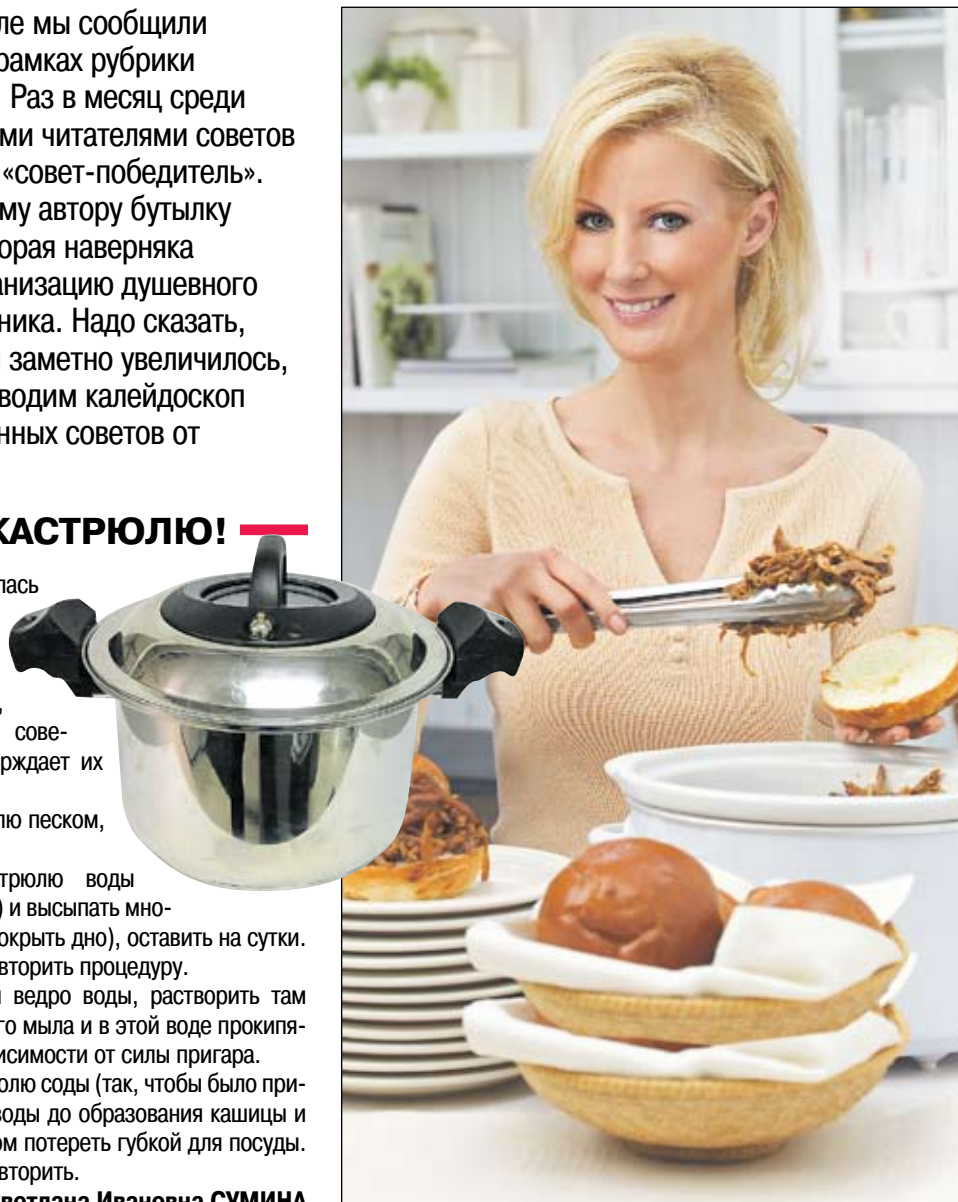 ле мы сообщили
рамках рубрики
Раз в месяц среди
ми читателями советов
«совет-победитель».
му автору бутылку
орая наверняка
анизацию душевного
ника. Надо сказать,
заметно увеличилось,
водим калейдоскоп
нных советов от
КАСТРЮЛЮ!
лась
,
сове-
рждает их
лю песком,
трюлю воды
) и высыпать мно-
окрыть дно), оставить на сутки.
вторить процедуру.
ведро воды, растворить там
го мыла и в этой воде прокипя-
исимости от силы пригара.
олю соды (так, чтобы было при-
воды до образования кашицы и
ом потереть губкой для посуды.
вторить.
ветлана Ивановна СУМИНА